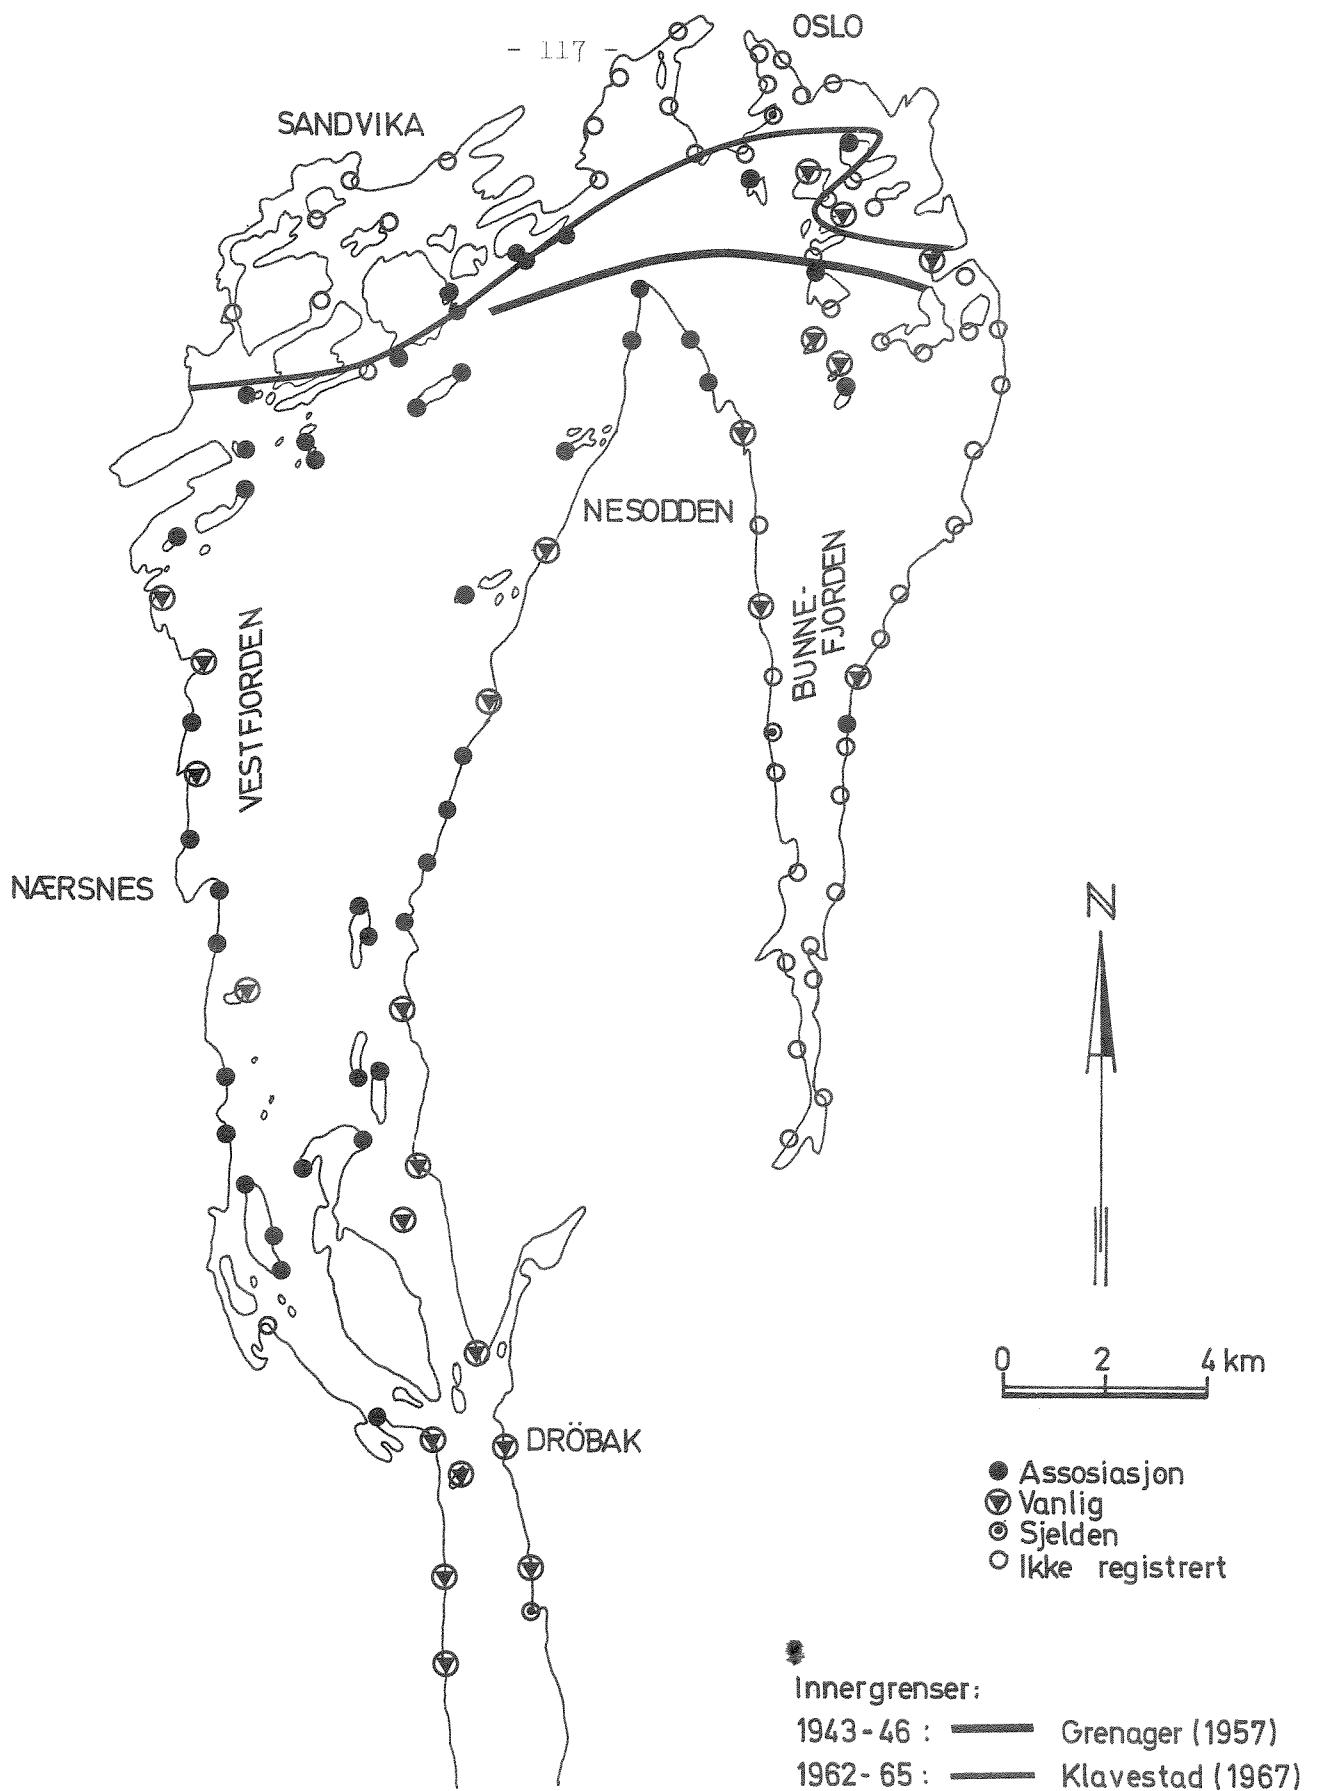 - 117 -
OSLO
SANDVIKA
NESODDEN
BUNNE-
FJORDEN
VESTFJORDEN
NÆRSNES
N
0 2 4 km
DRÖBAK
Assosiasjon
Vanlig
Sjelden
Ikke registrert
Innergrenser:
1943-46 : Grenager (1957)
1962-65 : Klavestad (1967)